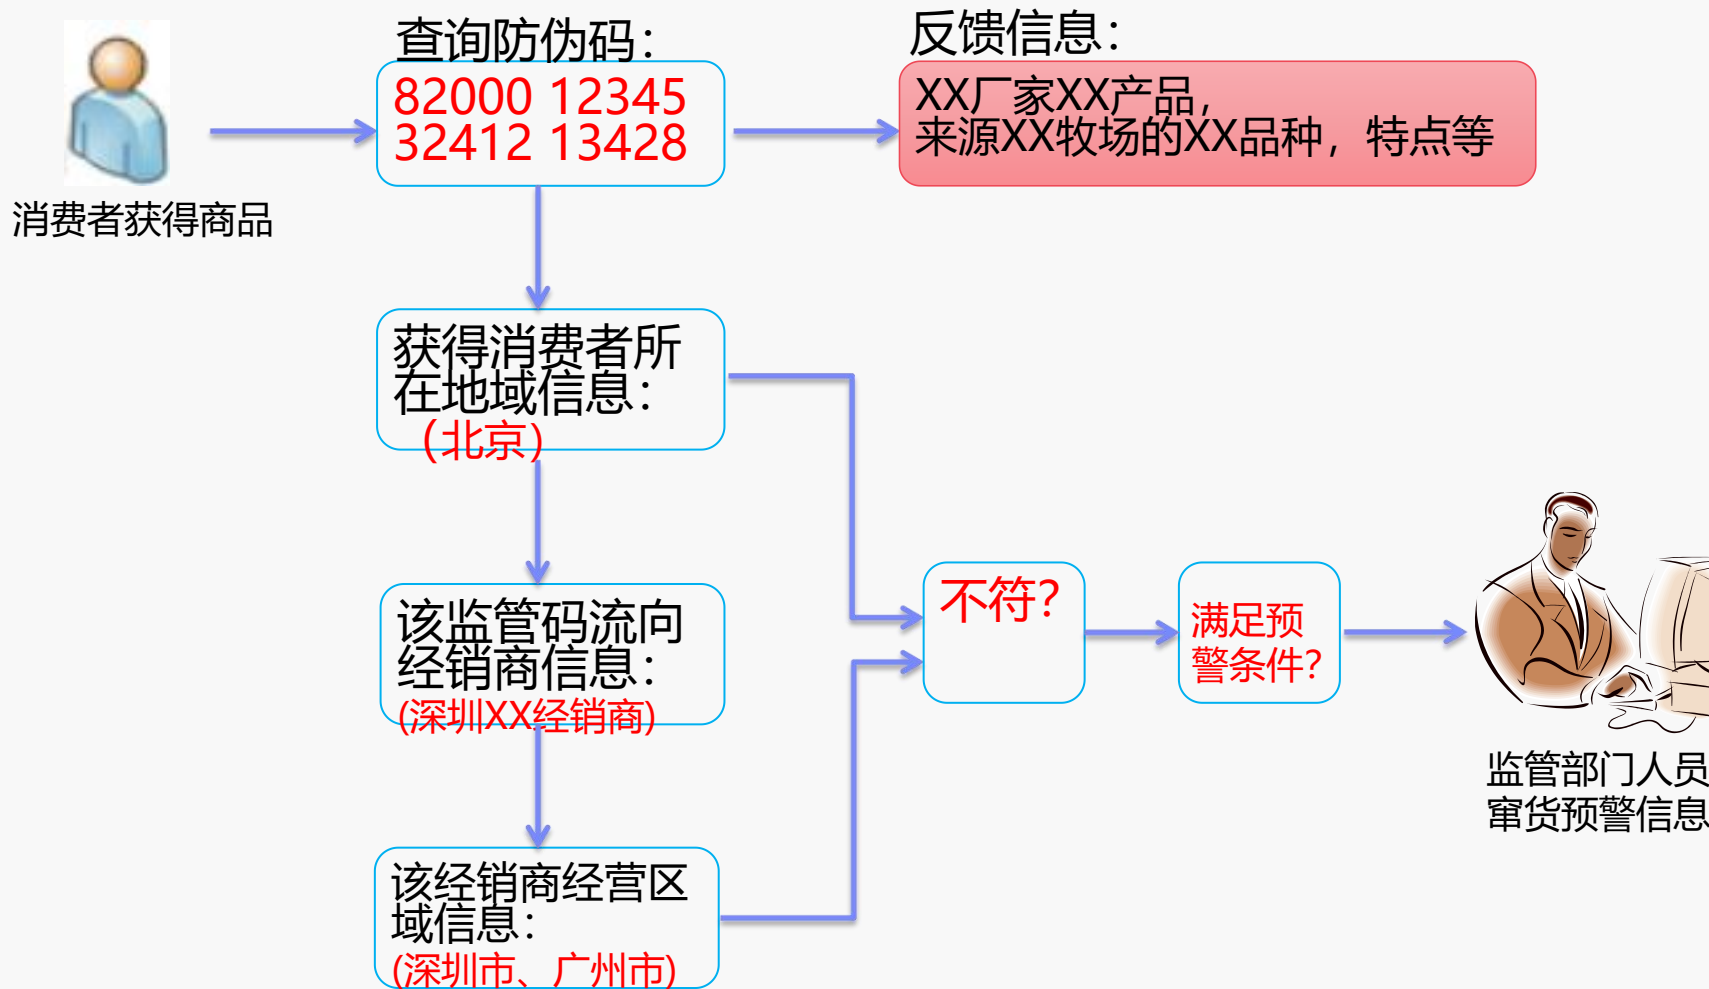 查询防伪码：
82000 12345
32412 13428
反馈信息：
XX厂家XX产品，
来源XX牧场的XX品种，特点等
消费者获得商品
获得消费者所
在地域信息：
（北京）
该监管码流向
经销商信息：
(深圳XX经销商)
该经销商经营区
域信息：
(深圳市、广州市)
不符？
满足预
警条件？
监管部门人员
窜货预警信息